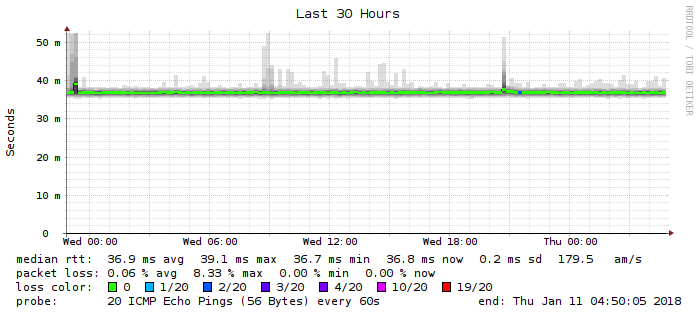 Last 30 Hours
RRDTOOL / TOBI OETIKER
Seconds
50 m
40 m
30 m
20 m
10 m
0
Wed 00:00 Wed 06:00 Wed 12:00 Wed 18:00 Thu 00:00
median rtt: 36.9 ms avg 39.1 ms max 36.7 ms min 36.8 ms now 0.2 ms sd 179.5 am/s
packet loss: 0.06 % avg 8.33 % max 0.00 % min 0.00 % now
loss color: 0 1/20 2/20 3/20 4/20 10/20 19/20
probe: 20 ICMP Echo Pings (56 Bytes) every 60s end: Thu Jan 11 04:50:05 2018